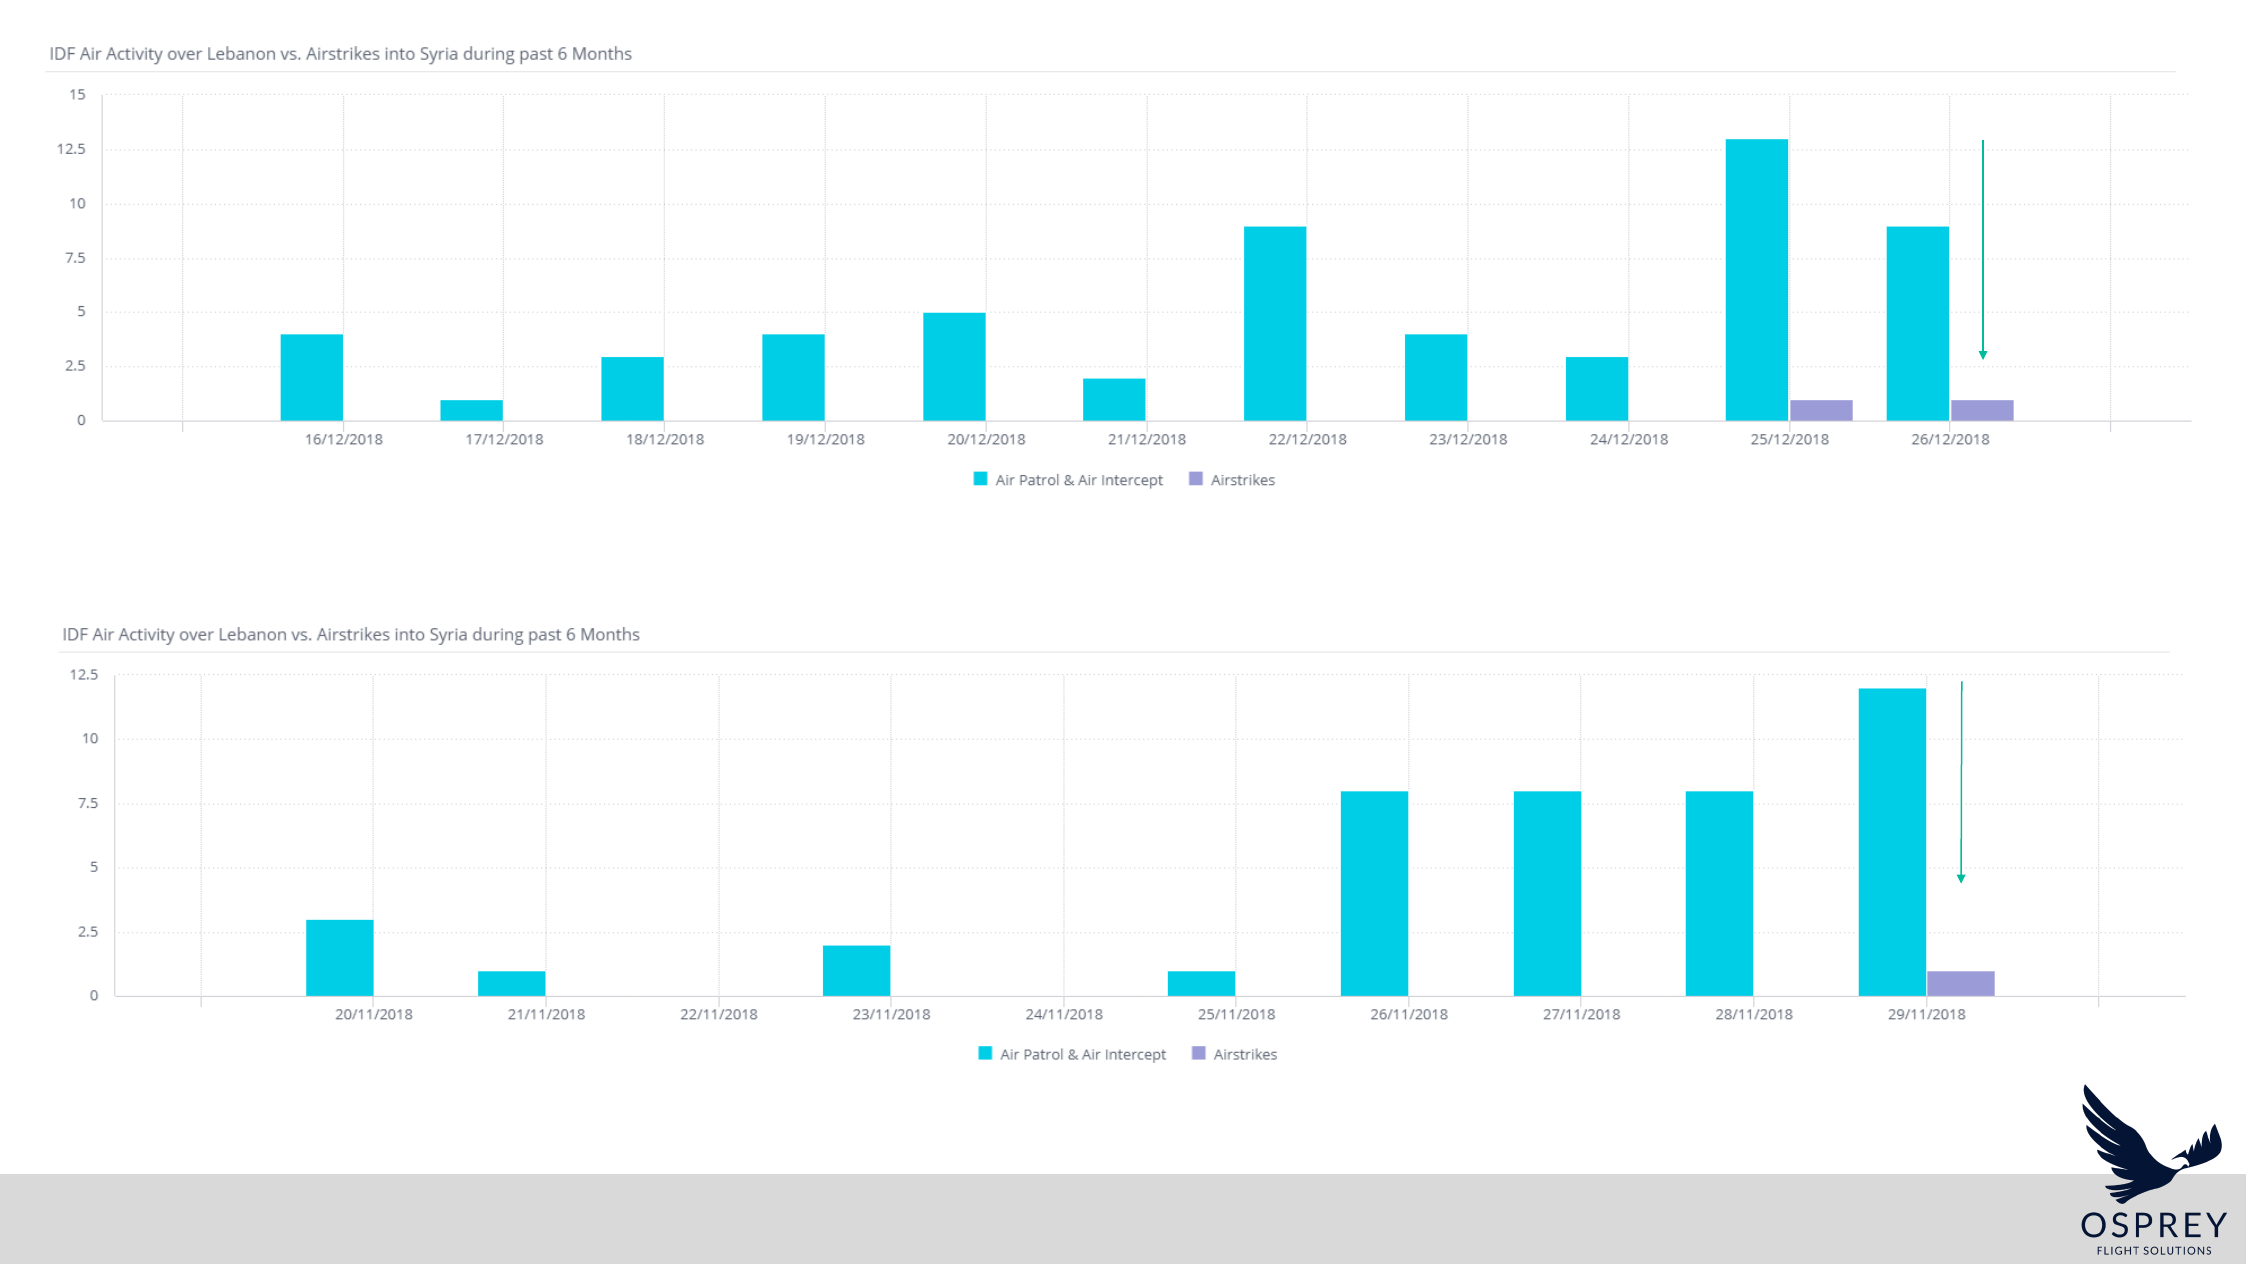 IDF Air Activity over Lebanon vs. Airstrikes into Syria during past 6 Months
15
12.5
10
7.5
5
2.5
0
16/12/2018 17/12/2018 18/12/2018 19/12/2018 20/12/2018 21/12/2018 22/12/2018 23/12/2018 24/12/2018 25/12/2018 26/12/2018
Air Patrol & Air Intercept Airstrikes
IDF Air Activity over Lebanon vs. Airstrikes into Syria during past 6 Months
12.5
10
7.5
5
2.5
0
20/11/2018 21/11/2018 22/11/2018 23/11/2018 24/11/2018 25/11/2018 26/11/2018 27/11/2018 28/11/2018 29/11/2018
Air Patrol & Air Intercept Airstrikes
OSPREY
FLIGHT SOLUTIONS